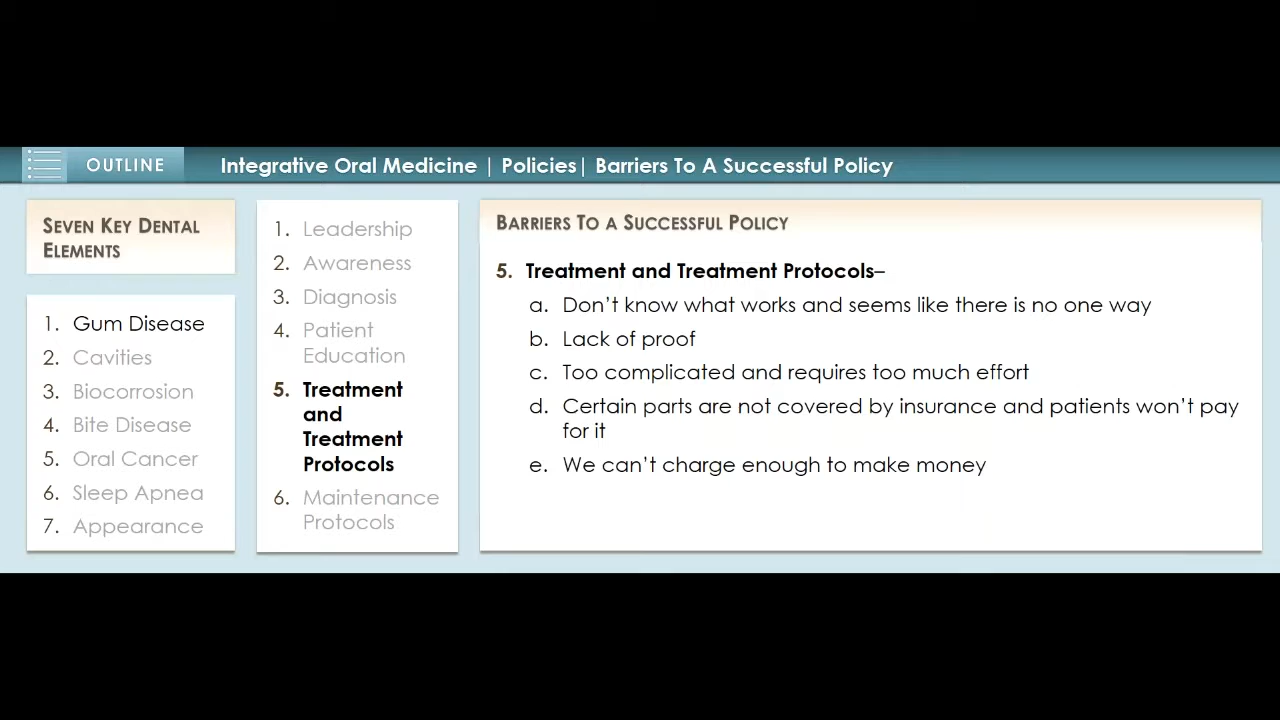 OUTLINE
Integrative Oral Medicine | Policies| Barriers To A Successful Policy
SEVEN KEY DENTAL
ELEMENTS
1. Gum Disease
2. Cavities
3. Biocorrosion
4. Bite Disease
5. Oral Cancer
6. Sleep Apnea
7. Appearance
1. Leadership
2. Awareness
3. Diagnosis
4. Patient
Education
5. Treatment
and
Treatment
Protocols
6. Maintenance
Protocols
BARRIERS TO A SUCCESSFUL POLICY
5. Treatment and Treatment Protocols–
a. Don’t know what works and seems like there is no one way
b. Lack of proof
c. Too complicated and requires too much effort
d. Certain parts are not covered by insurance and patients won’t pay
for it
e. We can’t charge enough to make money